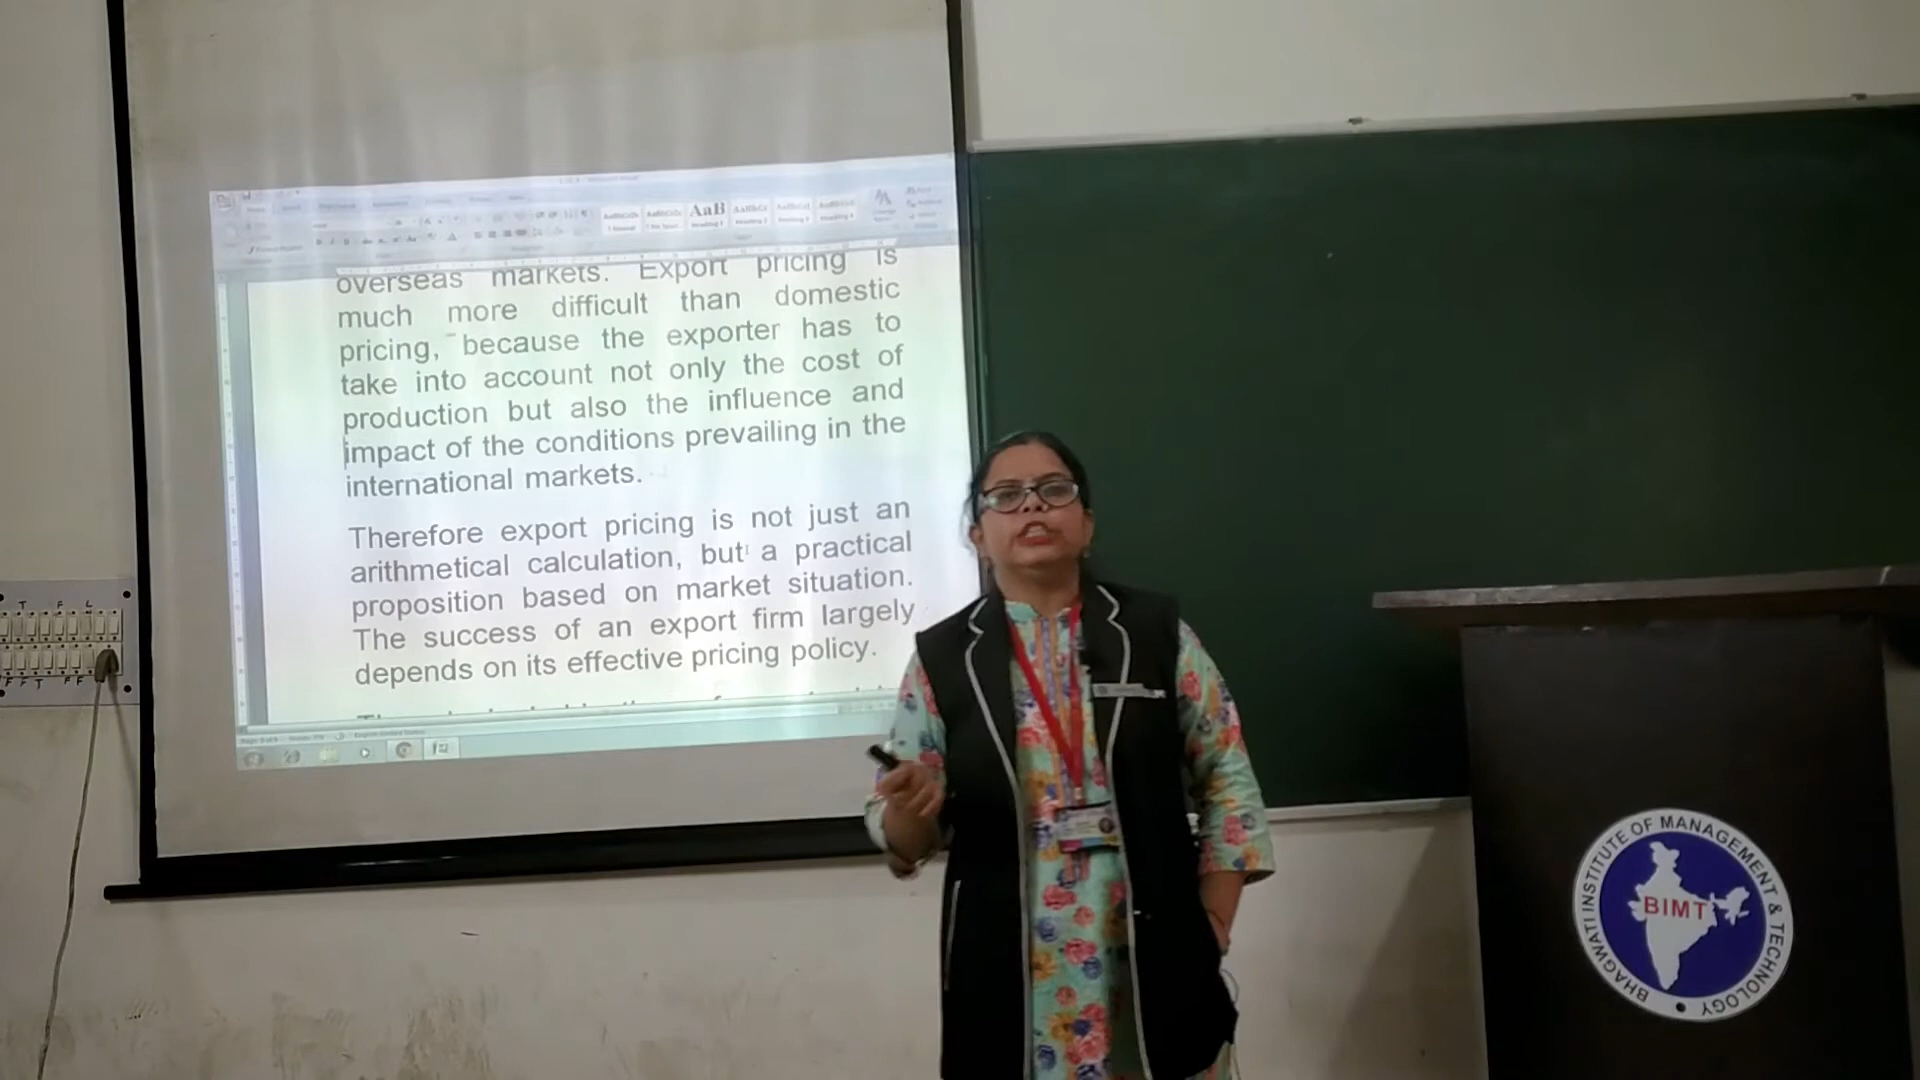 AaB
overseas markets. Export pricing is
much more difficult than domestic
pricing, because the exporter has to
take into account not only the cost of
production but also the influence and
impact of the conditions prevailing in the
international markets.
Therefore export pricing is not just an
arithmetical calculation, but a practical
proposition based on market situation.
The success of an export firm largely
depends on its effective pricing policy.
T F L
F F T F F
BHAGWATI INSTITUTE OF MANAGEMENT & TECHNOLOGY
BIMT